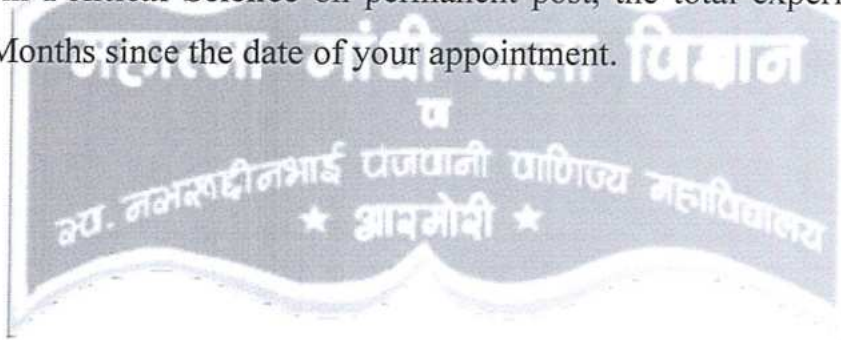 in Political Science on permanent post, the total experi
Months since the date of your appointment.
महात्मा गांधी कला विज्ञान
व
स्व. नसरूद्दीनभाई पंजवानी वाणिज्य महाविद्यालय
★ आरमोरी ★